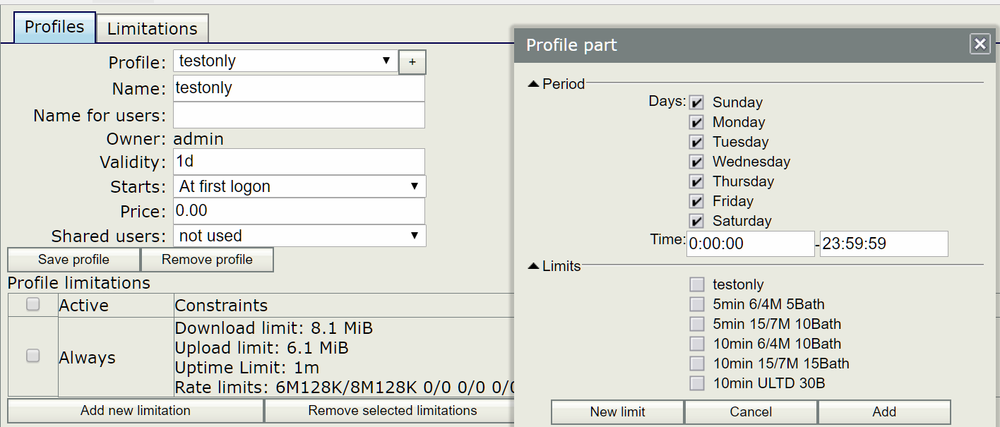 Profiles
Limitations
Profile: testonly
+
Name: testonly
Name for users:
Owner: admin
Validity: 1d
Starts: At first logon
Price: 0.00
Shared users: not used
Save profile
Remove profile
Profile limitations
Active Constraints
Always
Download limit: 8.1 MiB
Upload limit: 6.1 MiB
Uptime Limit: 1m
Rate limits: 6M128K/8M128K 0/0 0/0 0/0
Add new limitation
Remove selected limitations
Profile part
Period
Days: Sunday
Monday
Tuesday
Wednesday
Thursday
Friday
Saturday
Time: 0:00:00 - 23:59:59
Limits
testonly
5min 6/4M 5Bath
5min 15/7M 10Bath
10min 6/4M 10Bath
10min 15/7M 15Bath
10min ULTD 30B
New limit
Cancel
Add